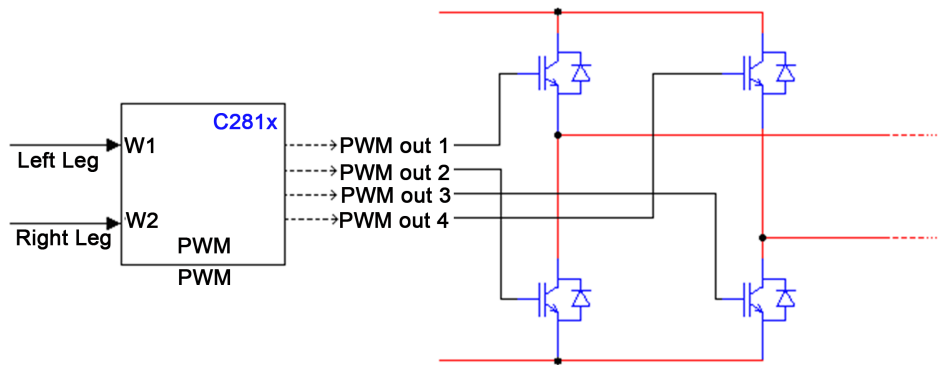 C281x
W1
Left Leg
W2
Right Leg
PWM
PWM
PWM out 1
PWM out 2
PWM out 3
PWM out 4